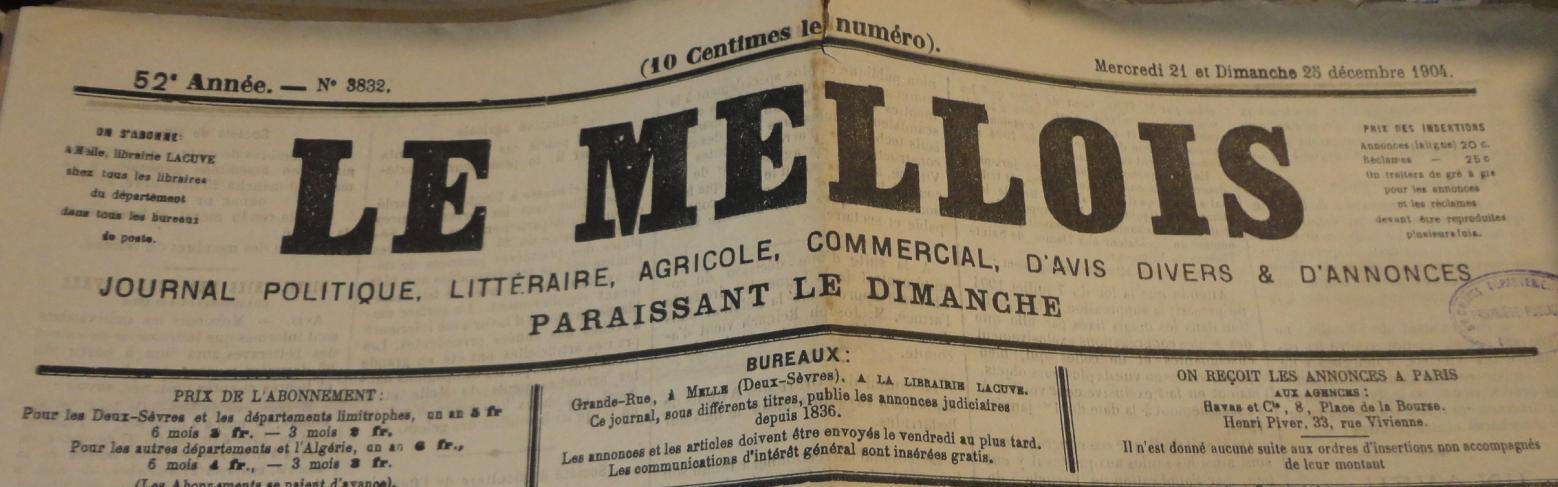 (10 Centimes le numéro).
52e Année. — No 3832.
Mercredi 21 et Dimanche 25 décembre 1904.
ON S'ABONNE:
A Melle, librairie LACUVE
chez tous les libraires
du département
dans tous les bureaux
de poste.
LE MELLOIS
PRIX DES INSERTIONS
Annonces (la ligne) 20 c.
Réclames — 25 c
On traitera de gré à gré
pour les annonces
et les réclames
devant être reproduites
plusieurs fois.
JOURNAL POLITIQUE, LITTÉRAIRE, AGRICOLE, COMMERCIAL, D'AVIS DIVERS & D'ANNONCES
PARAISSANT LE DIMANCHE
PRIX DE L'ABONNEMENT:
Pour les Deux-Sèvres et les départements limitrophes, un an 5 fr
6 mois fr. — 3 mois fr.
Pour les autres départements et l'Algérie, un an 6 fr.,
6 mois 4 fr., — 3 mois fr.
(Les Abonnements se paient d'avance).
BUREAUX:
Grande-Rue, à MELLE (Deux-Sèvres), A LA LIBRAIRIE LACUVE.
Ce journal, sous différents titres, publie les annonces judiciaires
depuis 1836.
Les annonces et les articles doivent être envoyés le vendredi au plus tard.
Les communications d'intérêt général sont insérées gratis.
ON REÇOIT LES ANNONCES A PARIS
AUX AGENCES:
HAVAS et Cie, 8, Place de la Bourse.
Henri Piver, 33, rue Vivienne.
Il n'est donné aucune suite aux ordres d'insertions non accompagnés
de leur montant